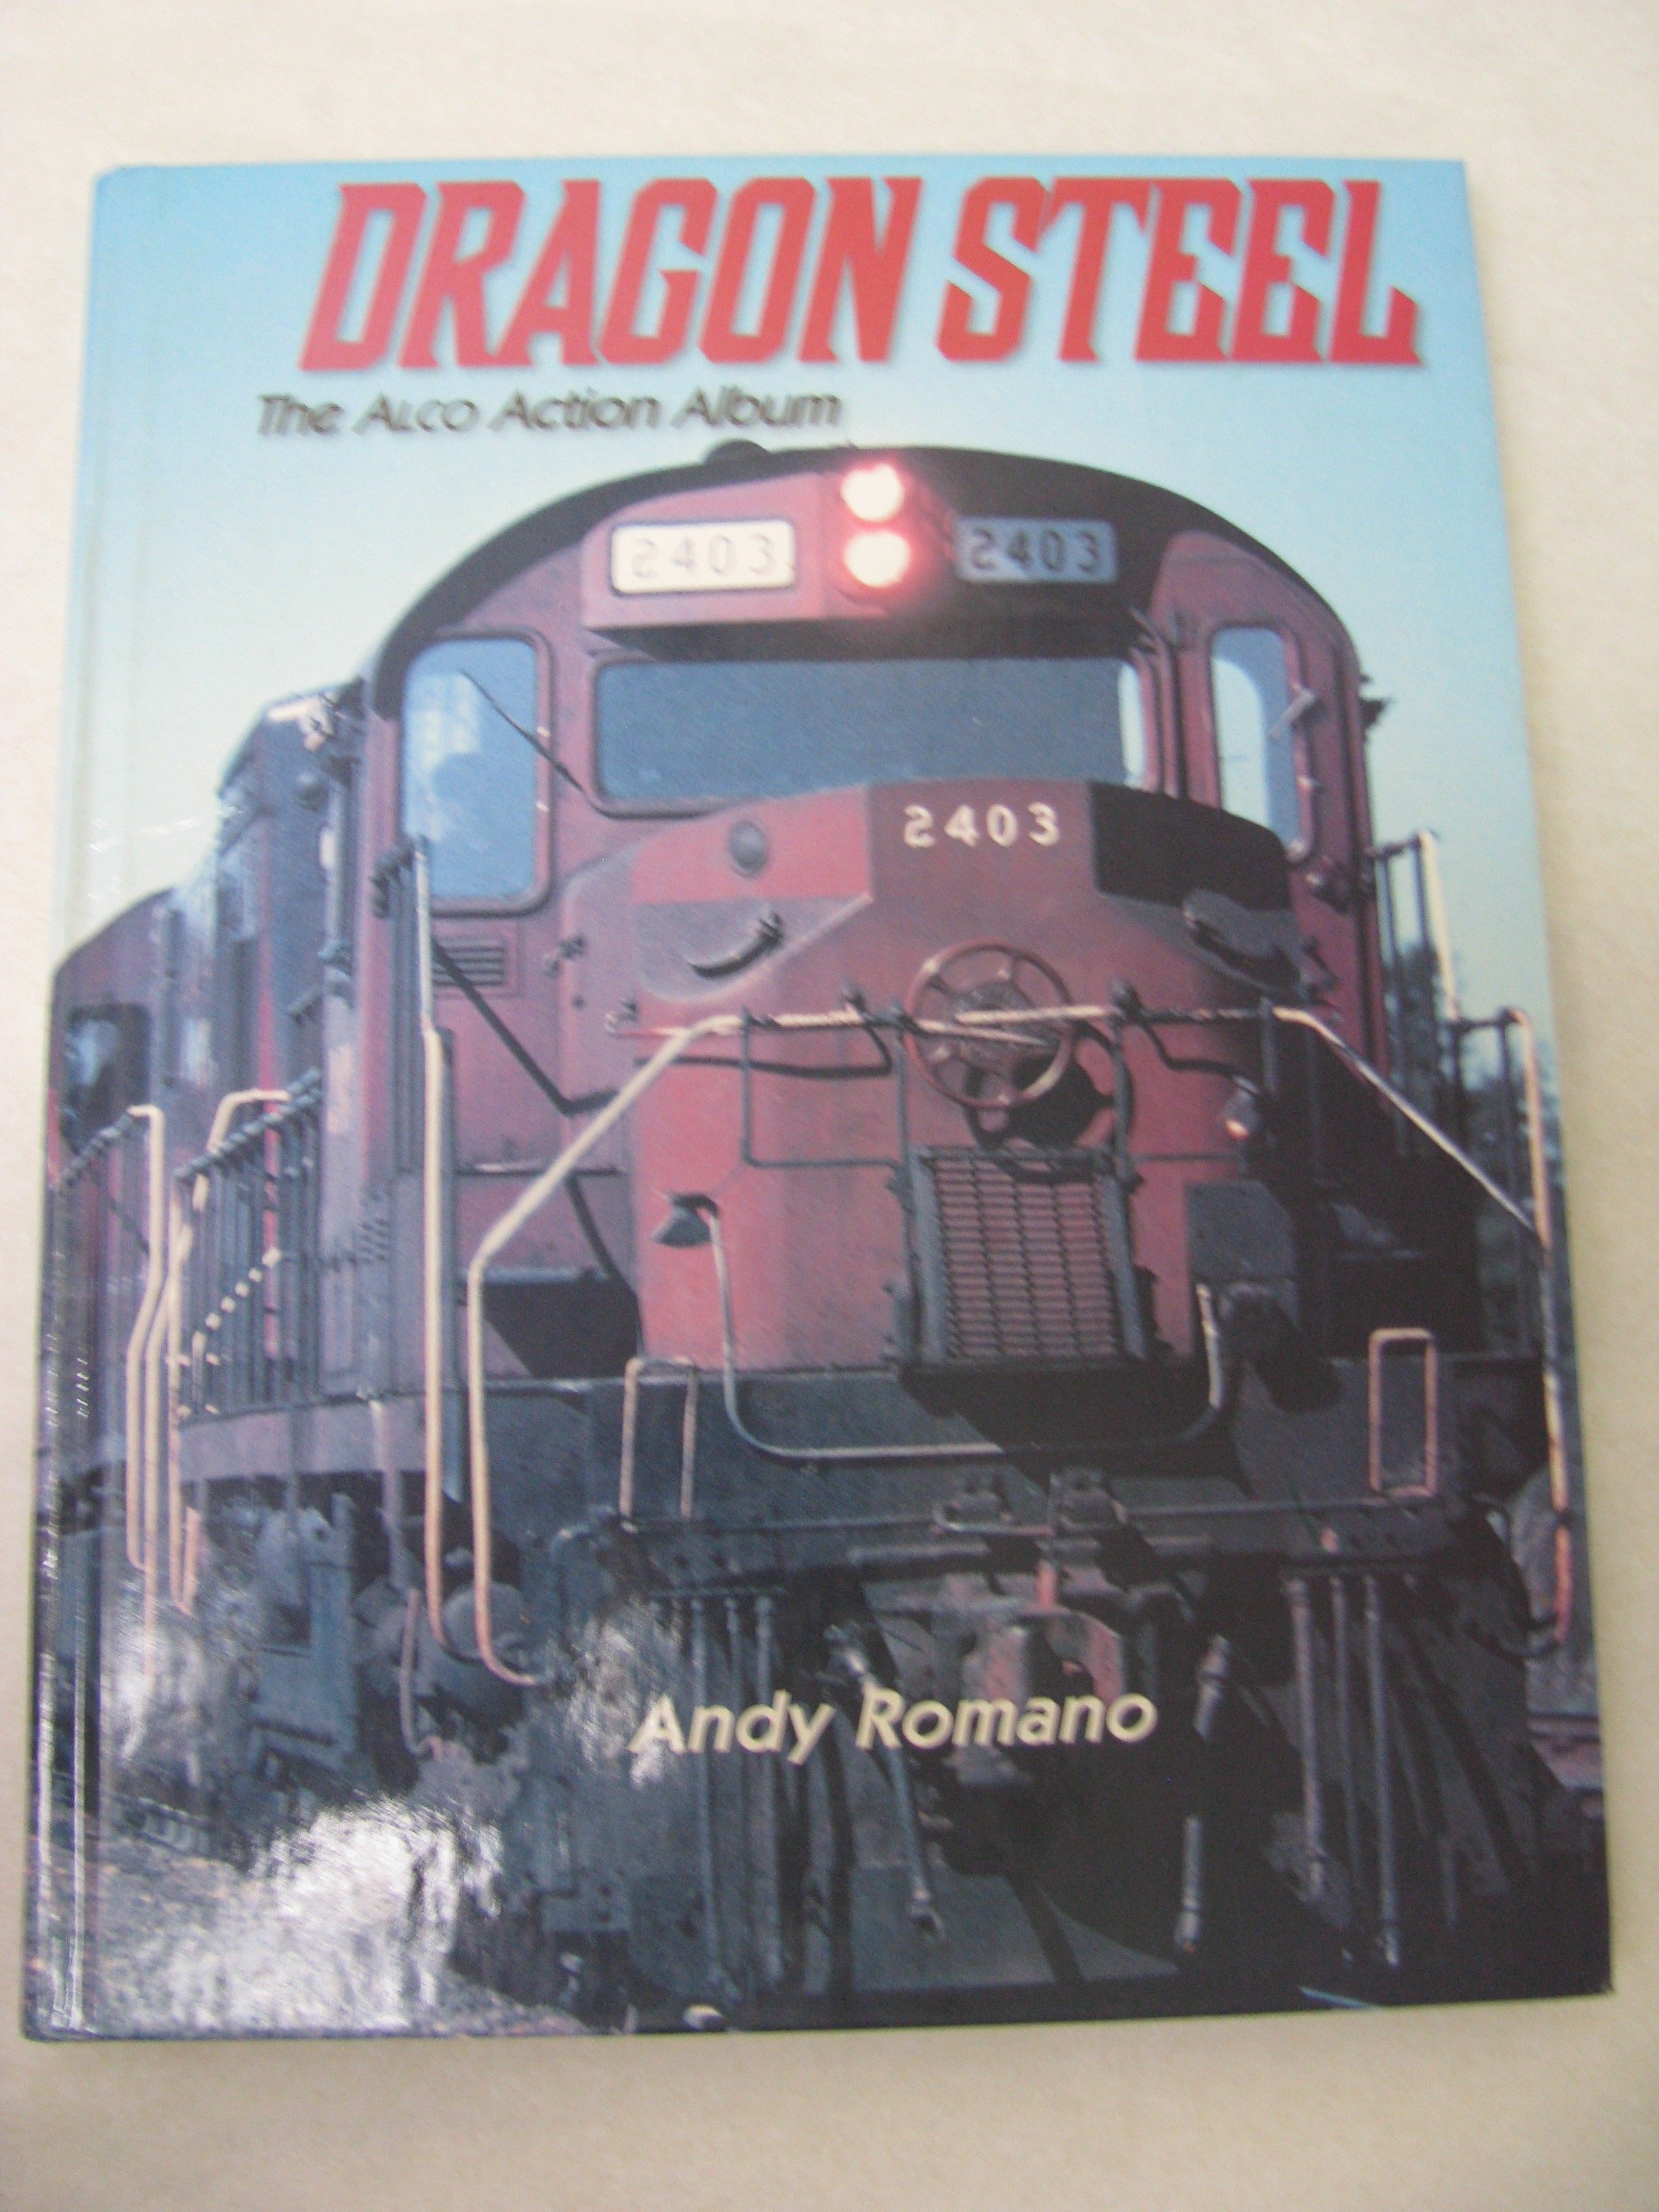 DRAGON STEEL
The ALCO Action Album
2403 2403
2403
Andy Romano